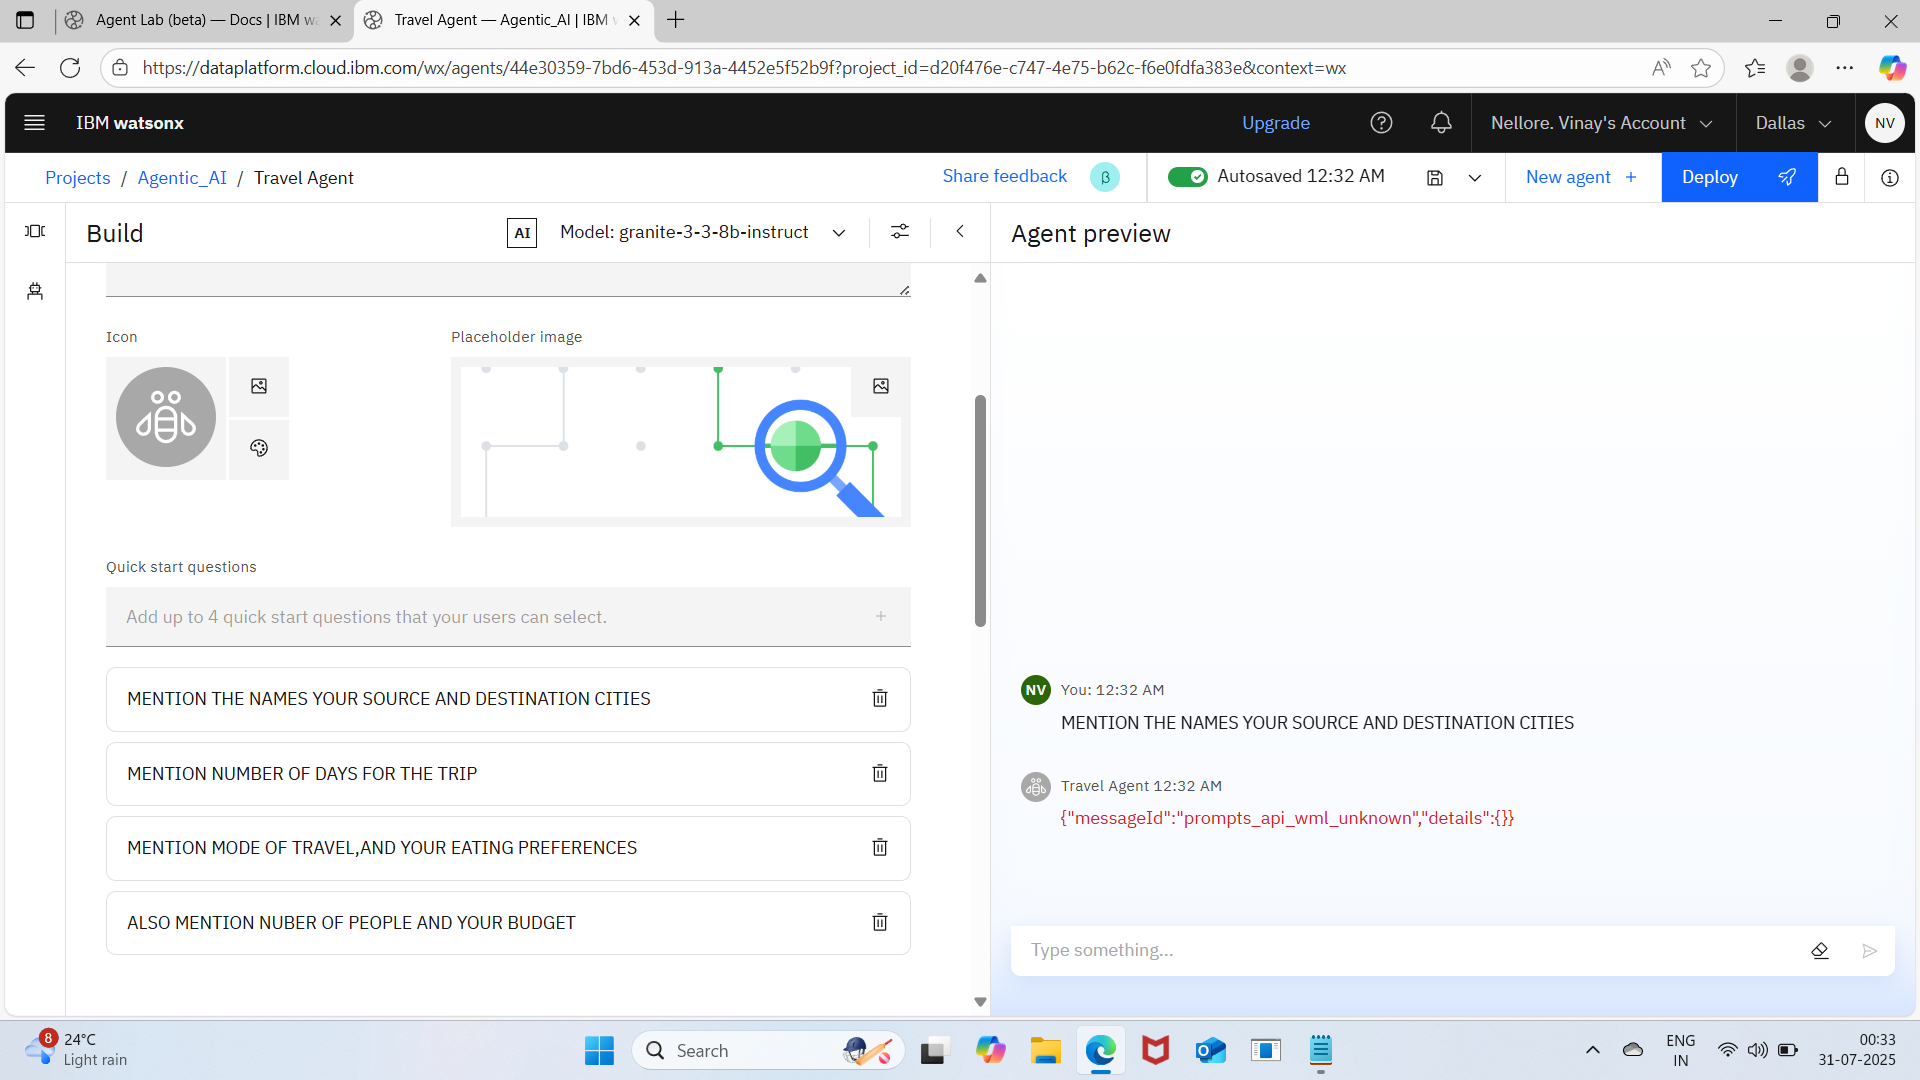 Agent Lab (beta) — Docs | IBM wa
Travel Agent — Agentic_AI | IBM w
https://dataplatform.cloud.ibm.com/wx/agents/44e30359-7bd6-453d-913a-4452e5f52b9f?project_id=d20f476e-c747-4e75-b62c-f6e0fdfa383e&context=wx
IBM watsonx
Upgrade
Nellore. Vinay's Account
Dallas
NV
Projects / Agentic_AI / Travel Agent
Share feedback
β
Autosaved 12:32 AM
New agent +
Deploy
Build
AI
Model: granite-3-3-8b-instruct
Agent preview
Icon
Placeholder image
Quick start questions
Add up to 4 quick start questions that your users can select.
MENTION THE NAMES YOUR SOURCE AND DESTINATION CITIES
MENTION NUMBER OF DAYS FOR THE TRIP
MENTION MODE OF TRAVEL,AND YOUR EATING PREFERENCES
ALSO MENTION NUBER OF PEOPLE AND YOUR BUDGET
NV
You: 12:32 AM
MENTION THE NAMES YOUR SOURCE AND DESTINATION CITIES
Travel Agent 12:32 AM
{"messageId":"prompts_api_wml_unknown","details":{}}
Type something...
8
24°C
Light rain
Search
ENG
IN
00:33
31-07-2025